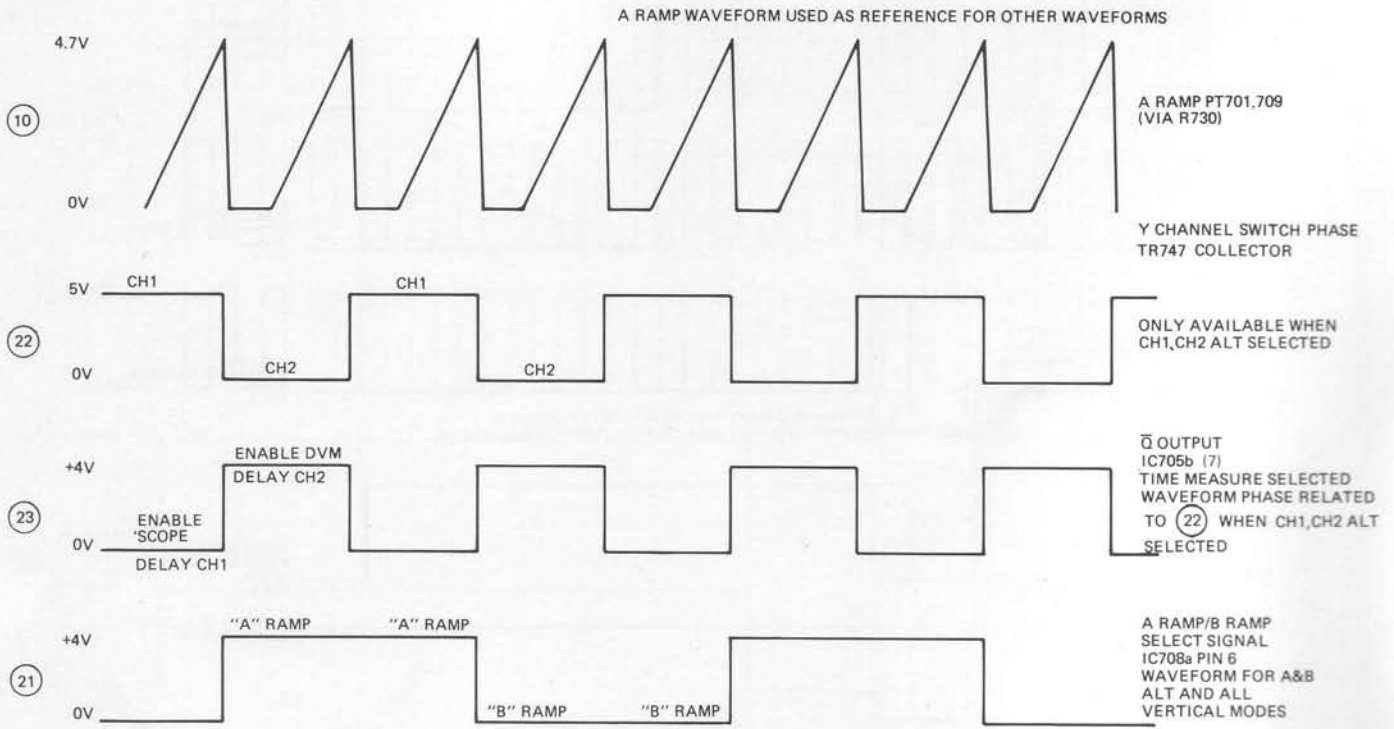 A RAMP WAVEFORM USED AS REFERENCE FOR OTHER WAVEFORMS
4.7V
10
0V
A RAMP PT701,709
(VIA R730)
Y CHANNEL SWITCH PHASE
TR747 COLLECTOR
5V
CH1
CH1
22
0V
CH2
CH2
ONLY AVAILABLE WHEN
CH1,CH2 ALT SELECTED
+4V
ENABLE DVM
DELAY CH2
23
ENABLE
'SCOPE
0V
DELAY CH1
Q̅ OUTPUT
IC705b (7)
TIME MEASURE SELECTED
WAVEFORM PHASE RELATED
TO 22 WHEN CH1,CH2 ALT
SELECTED
+4V
"A" RAMP
"A" RAMP
21
0V
"B" RAMP
"B" RAMP
A RAMP/B RAMP
SELECT SIGNAL
IC708a PIN 6
WAVEFORM FOR A&B
ALT AND ALL
VERTICAL MODES